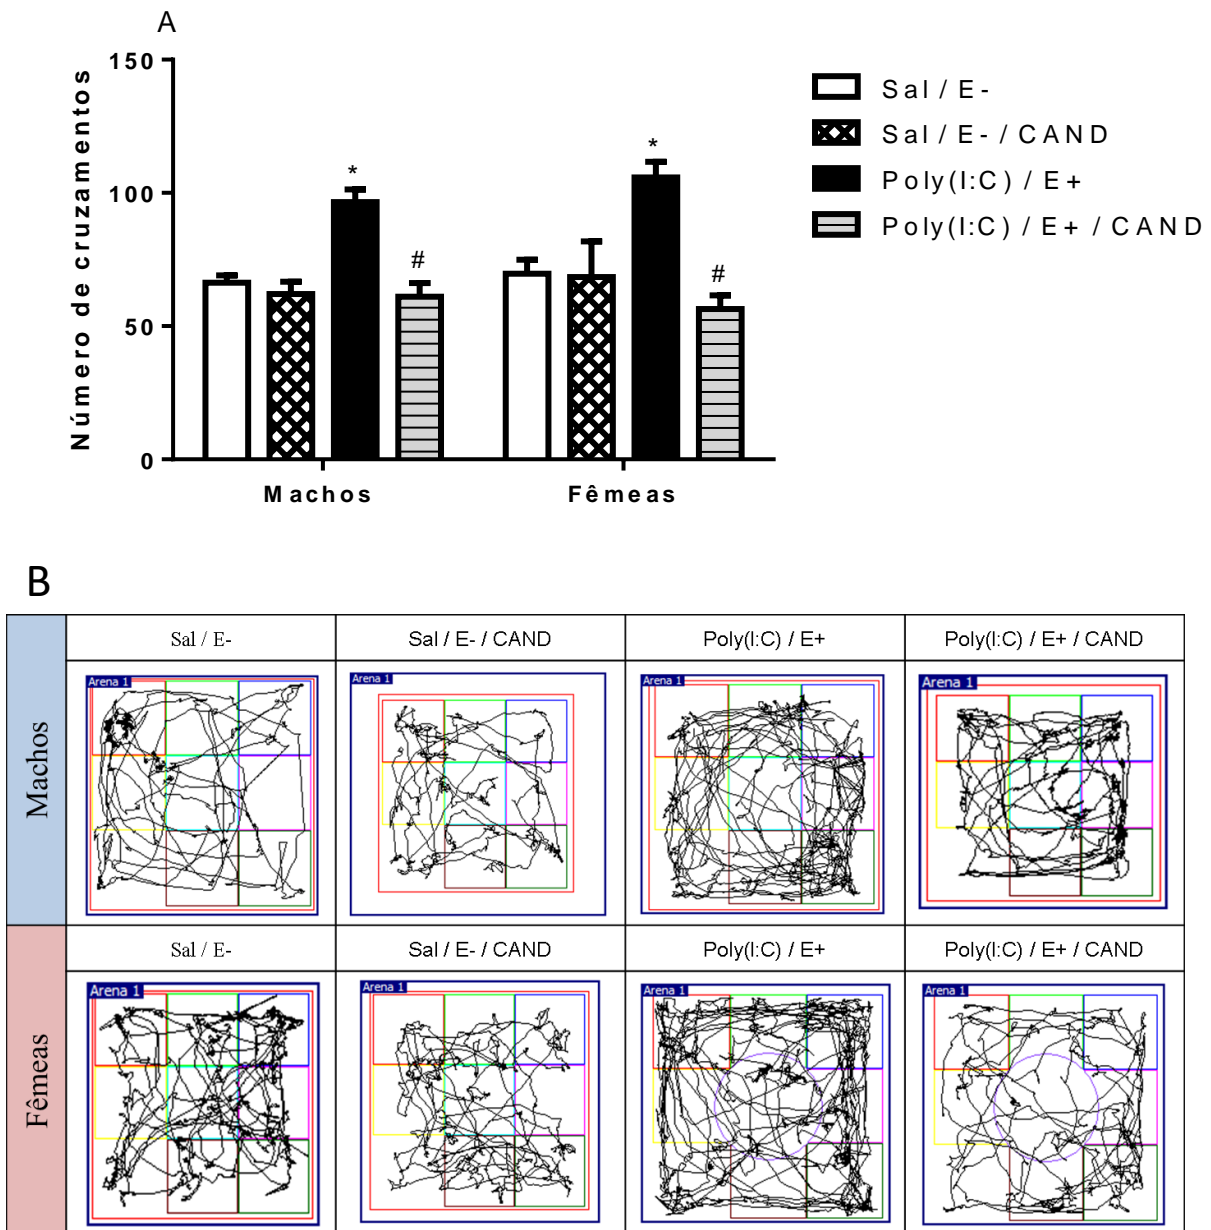 A
150
100
50
0
Número de cruzamentos
* # * #
Machos Fêmeas
Sal / E-
Sal / E- / CAND
Poly(I:C) / E+
Poly(I:C) / E+ / CAND
B
Machos
Sal / E- Sal / E- / CAND Poly(I:C) / E+ Poly(I:C) / E+ / CAND
Arena 1 Arena 1 Arena 1 Arena 1
Fêmeas
Sal / E- Sal / E- / CAND Poly(I:C) / E+ Poly(I:C) / E+ / CAND
Arena 1 Arena 1 Arena 1 Arena 1